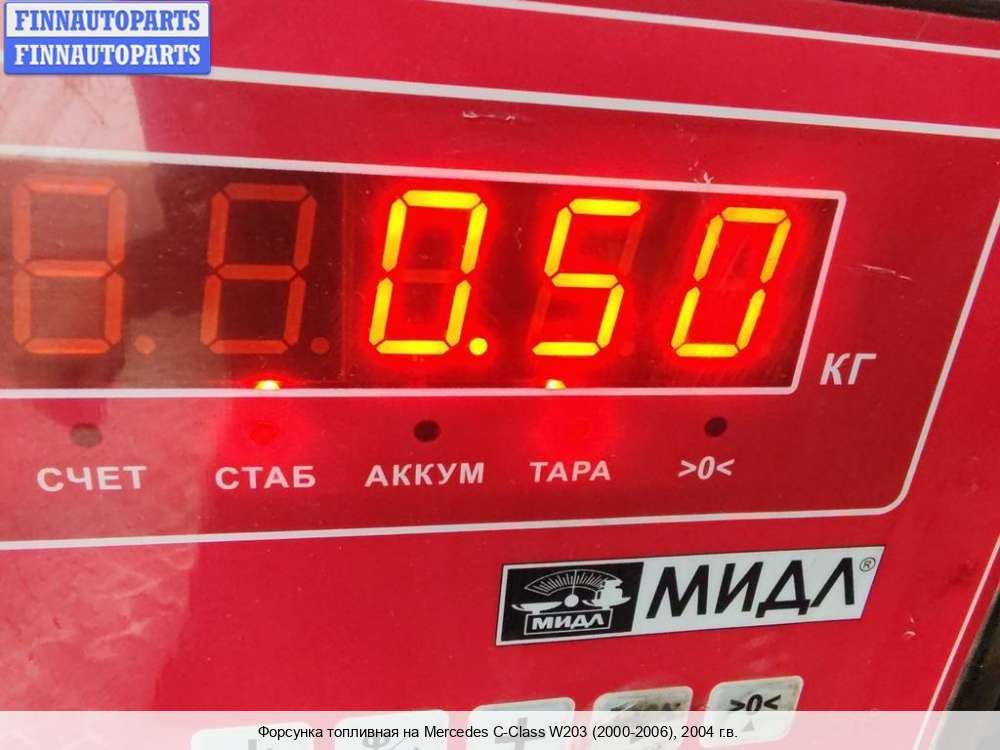 FINNAUTOPARTS
FINNAUTOPARTS
0.50
КГ
СЧЕТ СТАБ АККУМ ТАРА >0<
МИДЛ МИДЛ®
>0<
Форсунка топливная на Mercedes C-Class W203 (2000-2006), 2004 г.в.